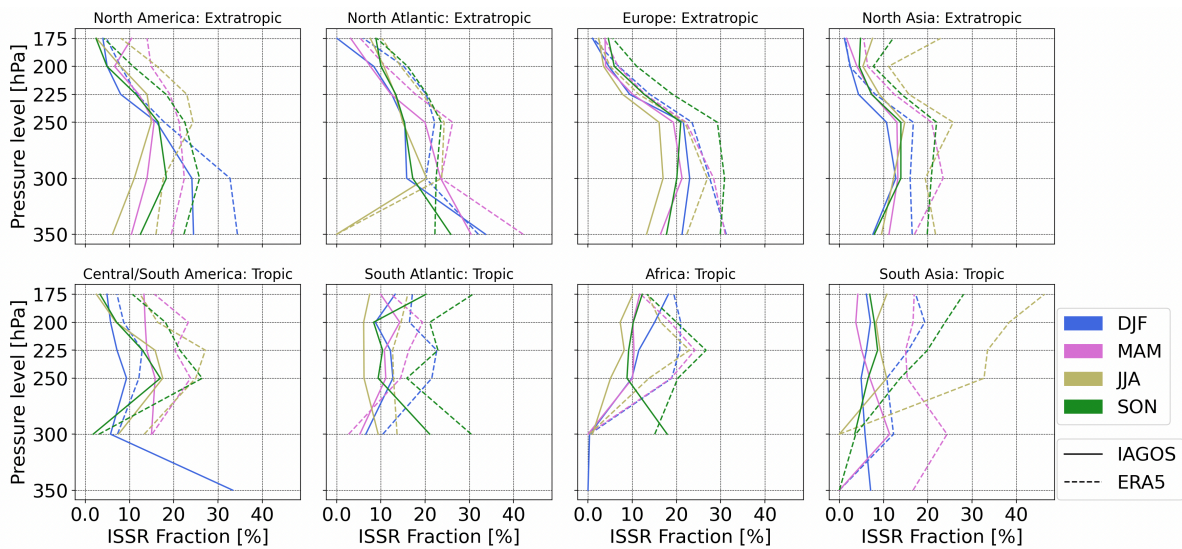 North America: Extratropic
North Atlantic: Extratropic
Europe: Extratropic
North Asia: Extratropic
Pressure level [hPa]
175
200
225
250
300
350
Central/South America: Tropic
South Atlantic: Tropic
Africa: Tropic
South Asia: Tropic
Pressure level [hPa]
175
200
225
250
300
350
0.0 10 20 30 40
0.0 10 20 30 40
0.0 10 20 30 40
0.0 10 20 30 40
ISSR Fraction [%]
ISSR Fraction [%]
ISSR Fraction [%]
ISSR Fraction [%]
DJF
MAM
JJA
SON
IAGOS
ERA5